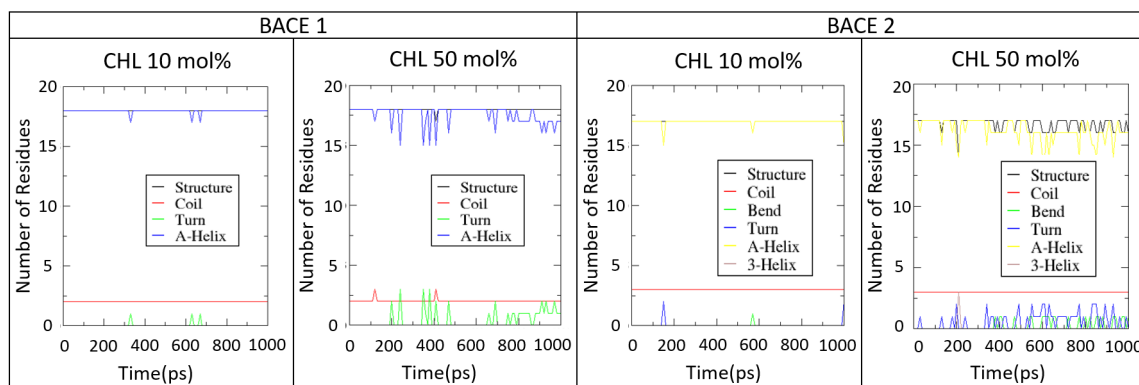 BACE 1
BACE 2
CHL 10 mol%
CHL 50 mol%
CHL 10 mol%
CHL 50 mol%
Number of Residues
20
15
10
5
0
Structure
Coil
Turn
A-Helix
0 200 400 600 800 1000
Time(ps)
Number of Residues
20
15
10
5
0
Structure
Coil
Turn
A-Helix
0 200 400 600 800 1000
Time(ps)
Number of Residues
20
15
10
5
0
Structure
Coil
Bend
Turn
A-Helix
3-Helix
0 200 400 600 800 1000
Time(ps)
Number of Residues
20
15
10
5
0
Structure
Coil
Bend
Turn
A-Helix
3-Helix
0 200 400 600 800 1000
Time(ps)